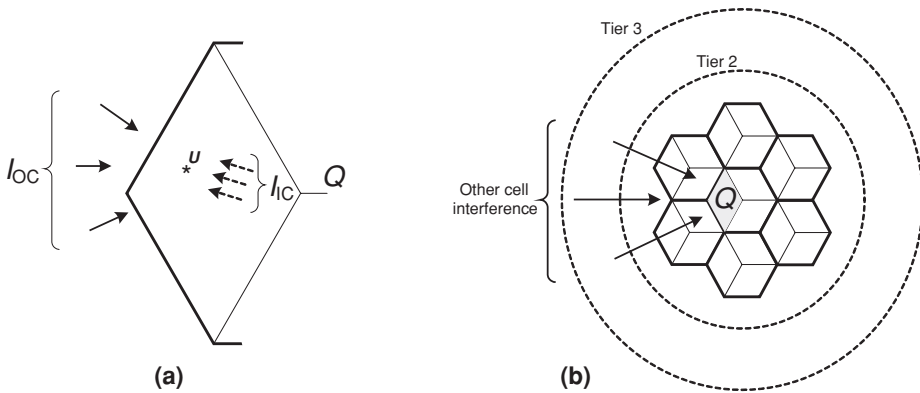 I_OC
U
*
I_IC
Q
(a)
Tier 3
Tier 2
Other cell
interference
Q
(b)